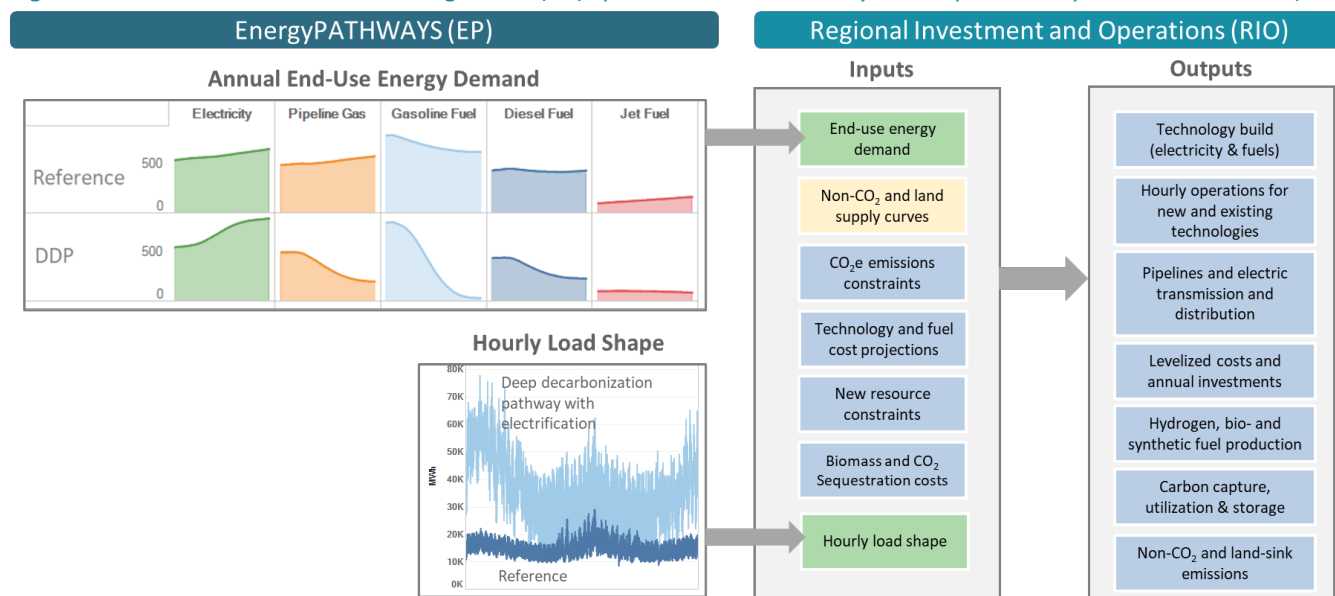 EnergyPATHWAYS (EP)
Regional Investment and Operations (RIO)
Annual End-Use Energy Demand
Electricity
Pipeline Gas
Gasoline Fuel
Diesel Fuel
Jet Fuel
Reference
500
0
DDP
500
0
Hourly Load Shape
80K
70K
60K
50K
40K
30K
20K
10K
0K
MWh
Deep decarbonization
pathway with
electrification
Reference
Inputs
End-use energy
demand
Non-CO₂ and land
supply curves
CO₂e emissions
constraints
Technology and fuel
cost projections
New resource
constraints
Biomass and CO₂
Sequestration costs
Hourly load shape
Outputs
Technology build
(electricity & fuels)
Hourly operations for
new and existing
technologies
Pipelines and electric
transmission and
distribution
Levelized costs and
annual investments
Hydrogen, bio- and
synthetic fuel production
Carbon capture,
utilization & storage
Non-CO₂ and land-sink
emissions